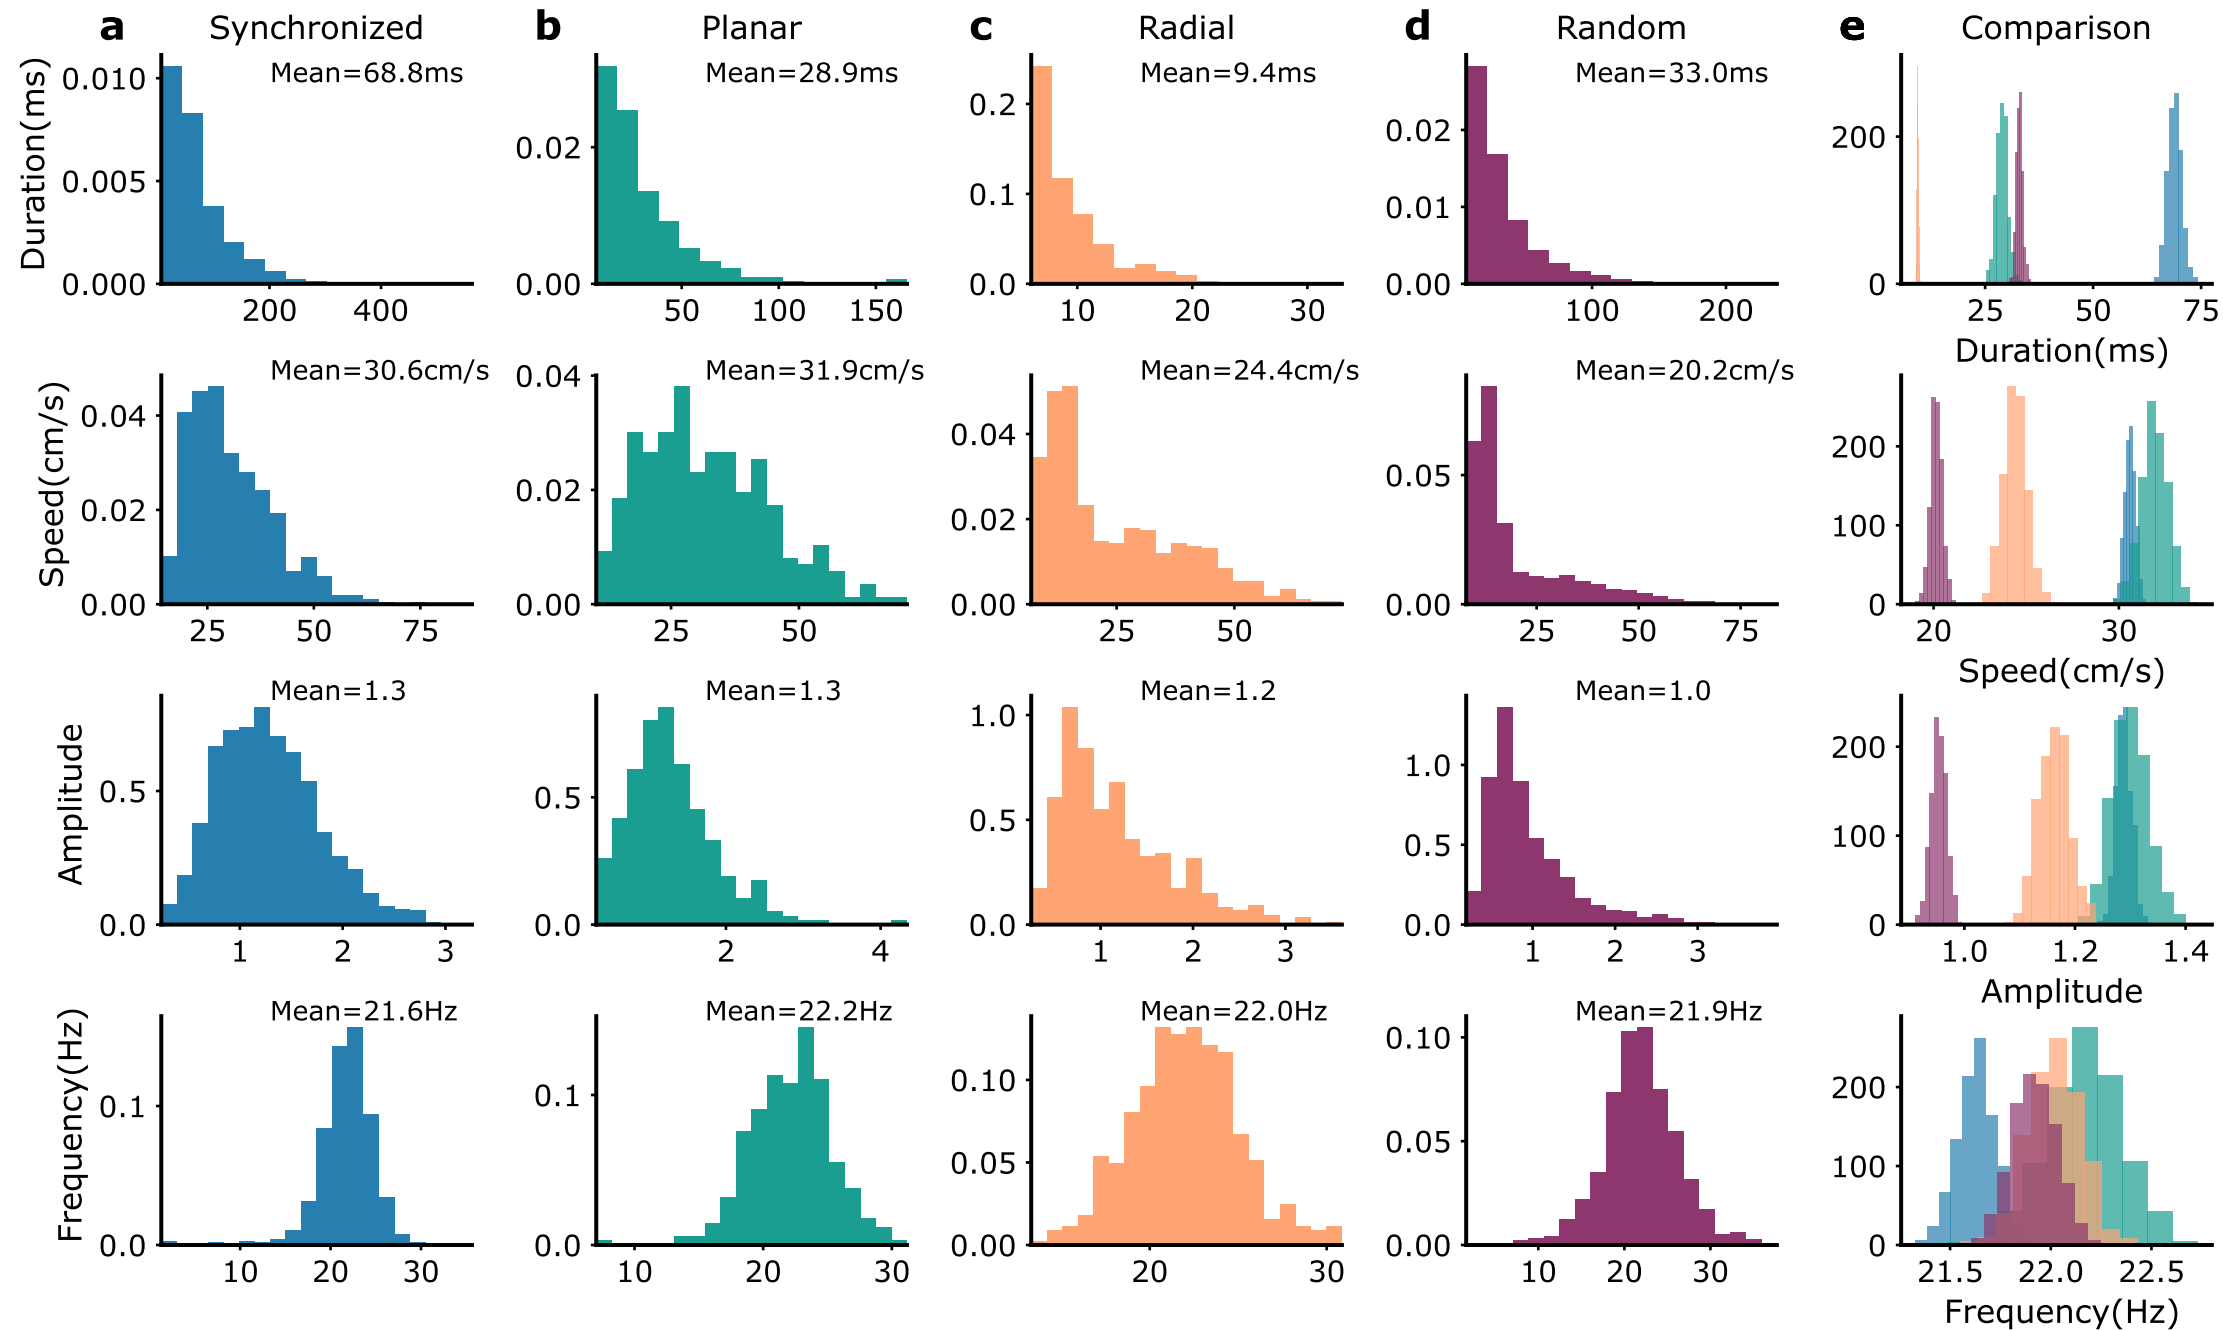 a Synchronized b Planar c Radial d Random e Comparison
Duration(ms)
Mean=68.8ms Mean=28.9ms Mean=9.4ms Mean=33.0ms
0.010 0.005 0.000
0.02 0.00
0.2 0.1 0.0
0.02 0.01 0.00
200 0
200 400
50 100 150
10 20 30
100 200
25 50 75
Duration(ms)
Speed(cm/s)
Mean=30.6cm/s Mean=31.9cm/s Mean=24.4cm/s Mean=20.2cm/s
0.04 0.02 0.00
0.04 0.02 0.00
0.04 0.02 0.00
0.05 0.00
200 100 0
25 50 75
25 50
25 50
25 50 75
20 30
Speed(cm/s)
Amplitude
Mean=1.3 Mean=1.3 Mean=1.2 Mean=1.0
0.5 0.0
0.5 0.0
1.0 0.5 0.0
1.0 0.5 0.0
200 100 0
1 2 3
2 4
1 2 3
1 2 3
1.0 1.2 1.4
Amplitude
Frequency(Hz)
Mean=21.6Hz Mean=22.2Hz Mean=22.0Hz Mean=21.9Hz
0.1 0.0
0.1 0.0
0.10 0.05 0.00
0.10 0.05 0.00
200 100 0
10 20 30
10 20 30
20 30
10 20 30
21.5 22.0 22.5
Frequency(Hz)